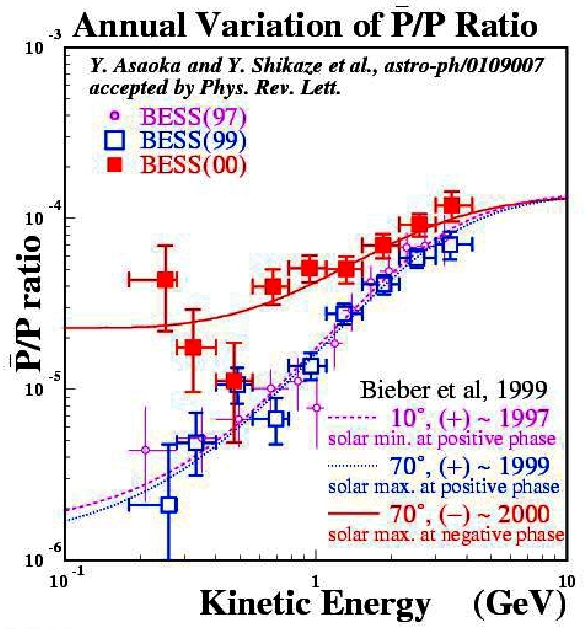 Annual Variation of P̄/P Ratio
10⁻³
Y. Asaoka and Y. Shikaze et al., astro-ph/0109007
accepted by Phys. Rev. Lett.
BESS(97)
BESS(99)
BESS(00)
10⁻⁴
P̄/P ratio
10⁻⁵
Bieber et al, 1999
10°, (+) ~ 1997
solar min. at positive phase
70°, (+) ~ 1999
solar max. at positive phase
70°, (−) ~ 2000
solar max. at negative phase
10⁻⁶
10⁻¹
1
10
Kinetic Energy (GeV)